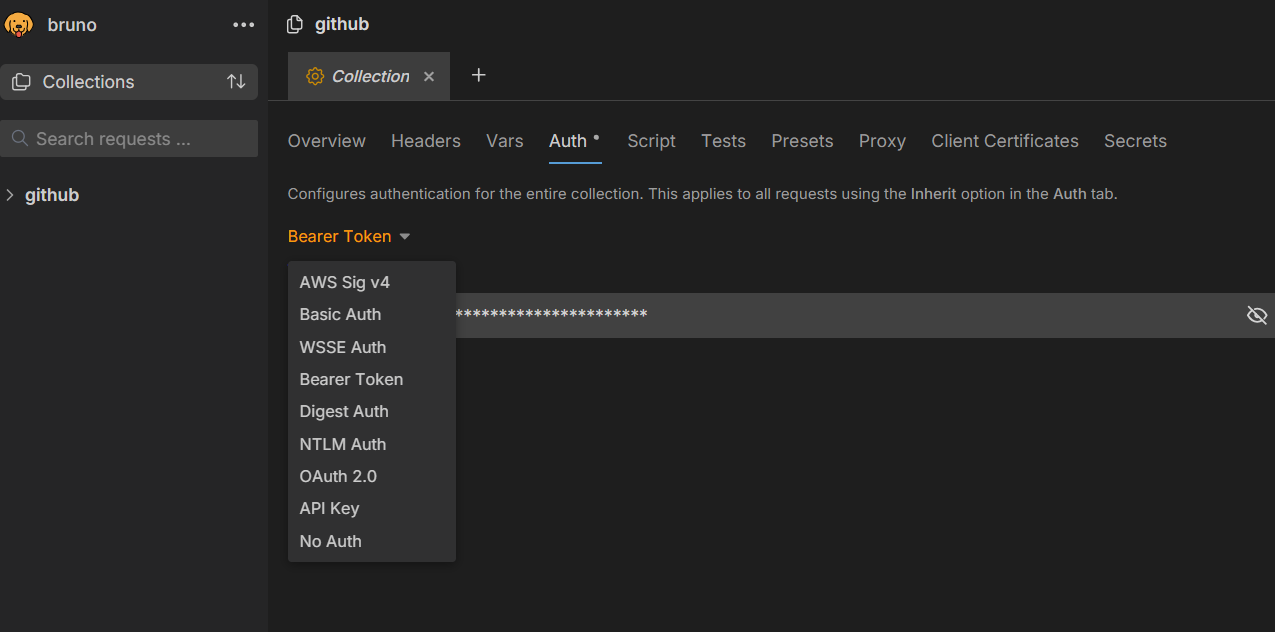 bruno
Collections
Search requests ...
github
github
Collection
Overview Headers Vars Auth Script Tests Presets Proxy Client Certificates Secrets
Configures authentication for the entire collection. This applies to all requests using the Inherit option in the Auth tab.
Bearer Token
AWS Sig v4
Basic Auth
**********************
WSSE Auth
Bearer Token
Digest Auth
NTLM Auth
OAuth 2.0
API Key
No Auth